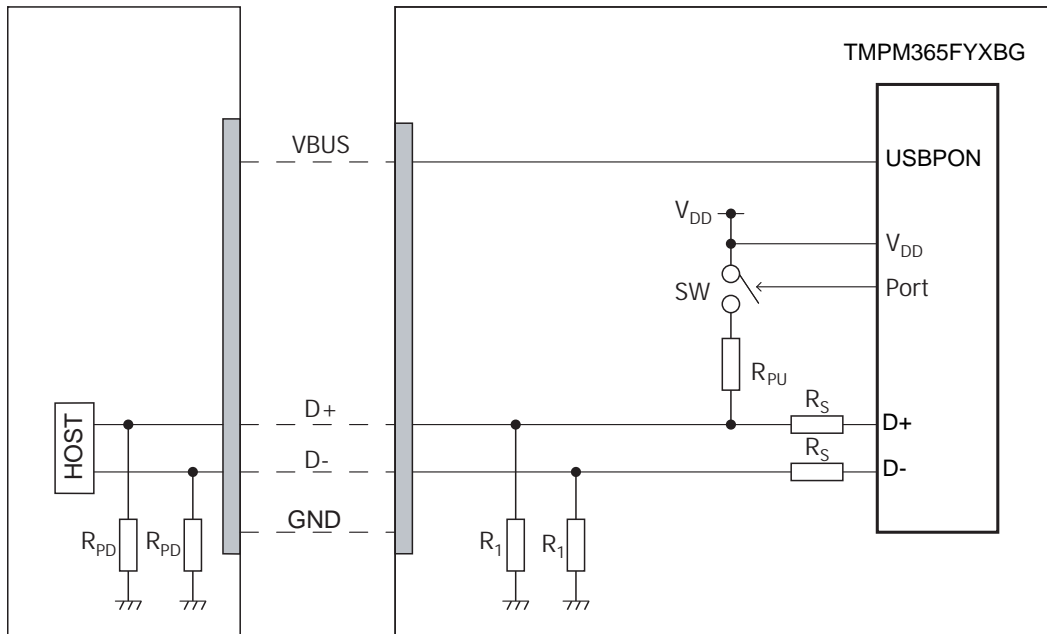 TMPM365FYXBG
VBUS
USBPON
VDD
VDD
SW
Port
RPU
D+
RS
D+
HOST
D-
RS
D-
GND
RPD
RPD
R1
R1